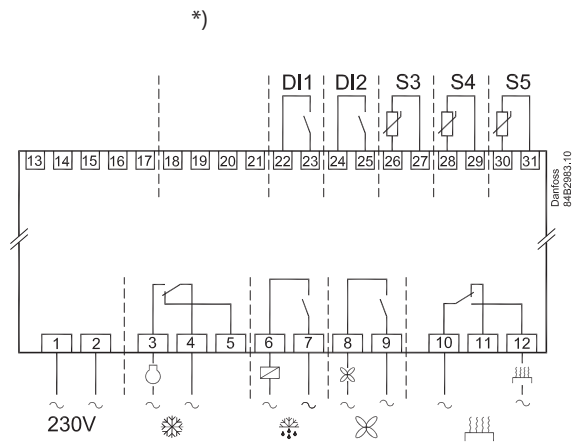 *)
DI1 DI2 S3 S4 S5
13 14 15 16 17 18 19 20 21 22 23 24 25 26 27 28 29 30 31
Danfoss
84B2983.10
1 2 3 4 5 6 7 8 9 10 11 12
230V